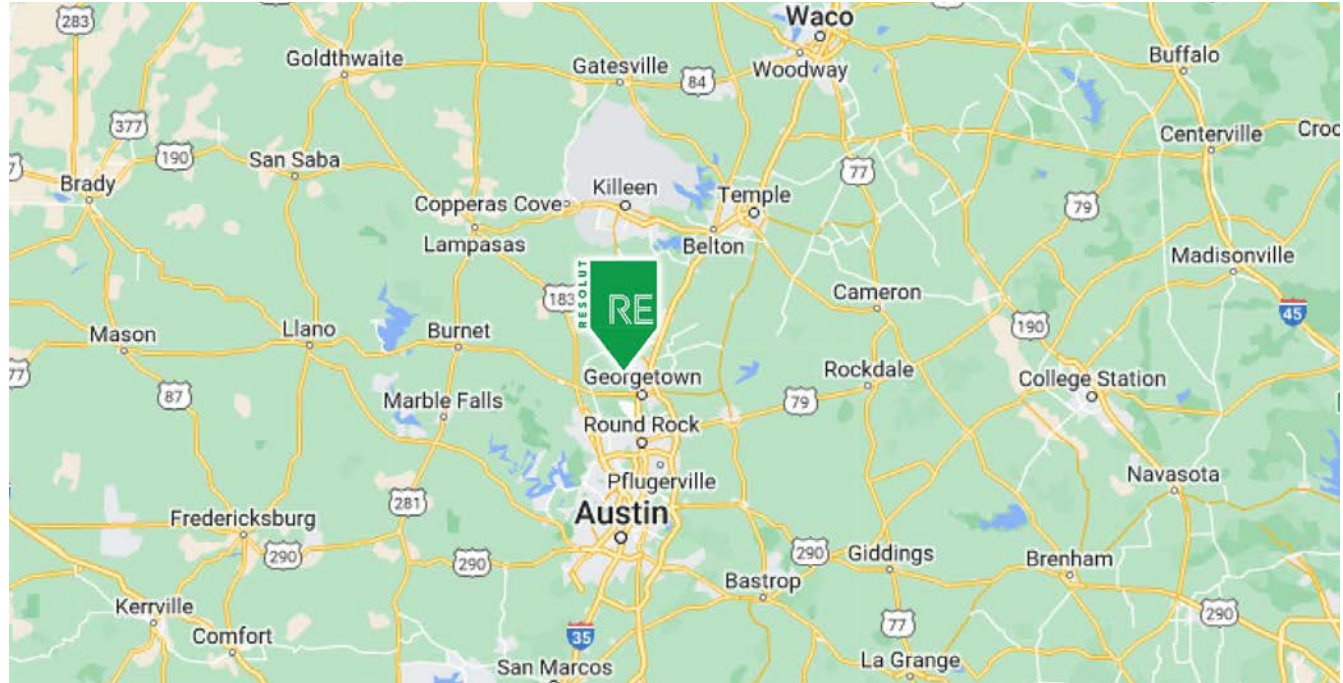 283
Waco
Goldthwaite
Gatesville
84
Woodway
Buffalo
377
190
San Saba
Brady
77
Centerville
Killeen
Copperas Cove
Temple
79
Lampasas
Belton
Madisonville
RESOLUT
RE
183
Cameron
190
45
Mason
Llano
Burnet
Georgetown
Rockdale
College Station
77
87
Marble Falls
79
Round Rock
Pflugerville
Navasota
281
Fredericksburg
Austin
290
290
290
Giddings
Brenham
Bastrop
Kerrville
290
Comfort
35
77
San Marcos
La Grange